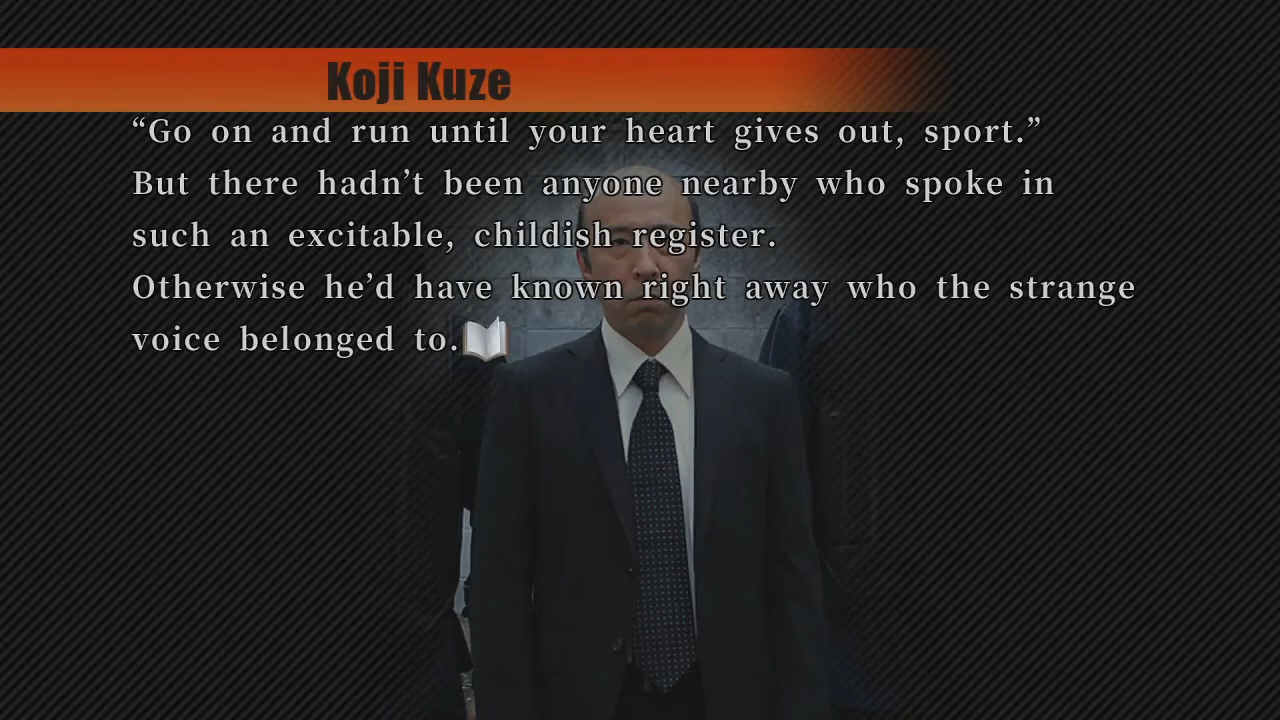 Koji Kuze
“Go on and run until your heart gives out, sport.”
But there hadn’t been anyone nearby who spoke in
such an excitable, childish register.
Otherwise he’d have known right away who the strange
voice belonged to.